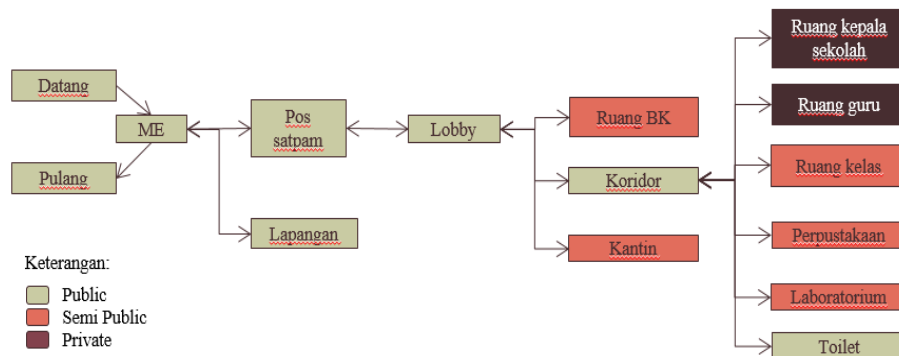 Ruang kepala
sekolah
Datang
Ruang guru
Pos
satpam
Ruang BK
ME
Lobby
Ruang kelas
Pulang
Koridor
Lapangan
Kantin
Perpustakaan
Keterangan:
Public
Laboratorium
Semi Public
Private
Toilet